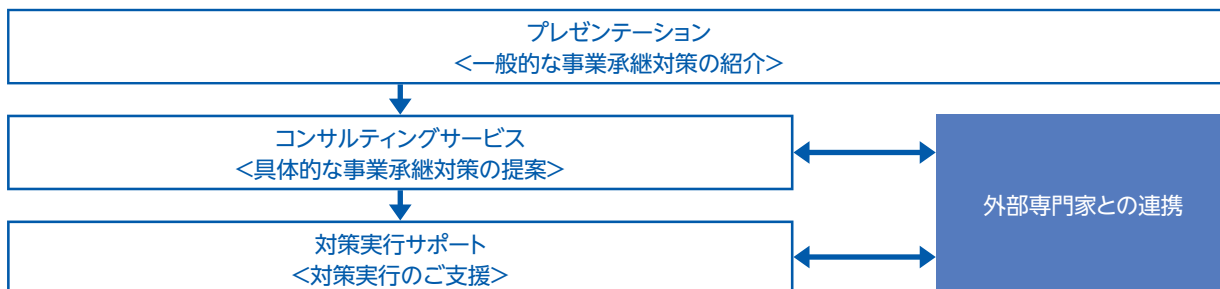 プレゼンテーション
＜一般的な事業承継対策の紹介＞
コンサルティングサービス
＜具体的な事業承継対策の提案＞
外部専門家との連携
対策実行サポート
＜対策実行のご支援＞